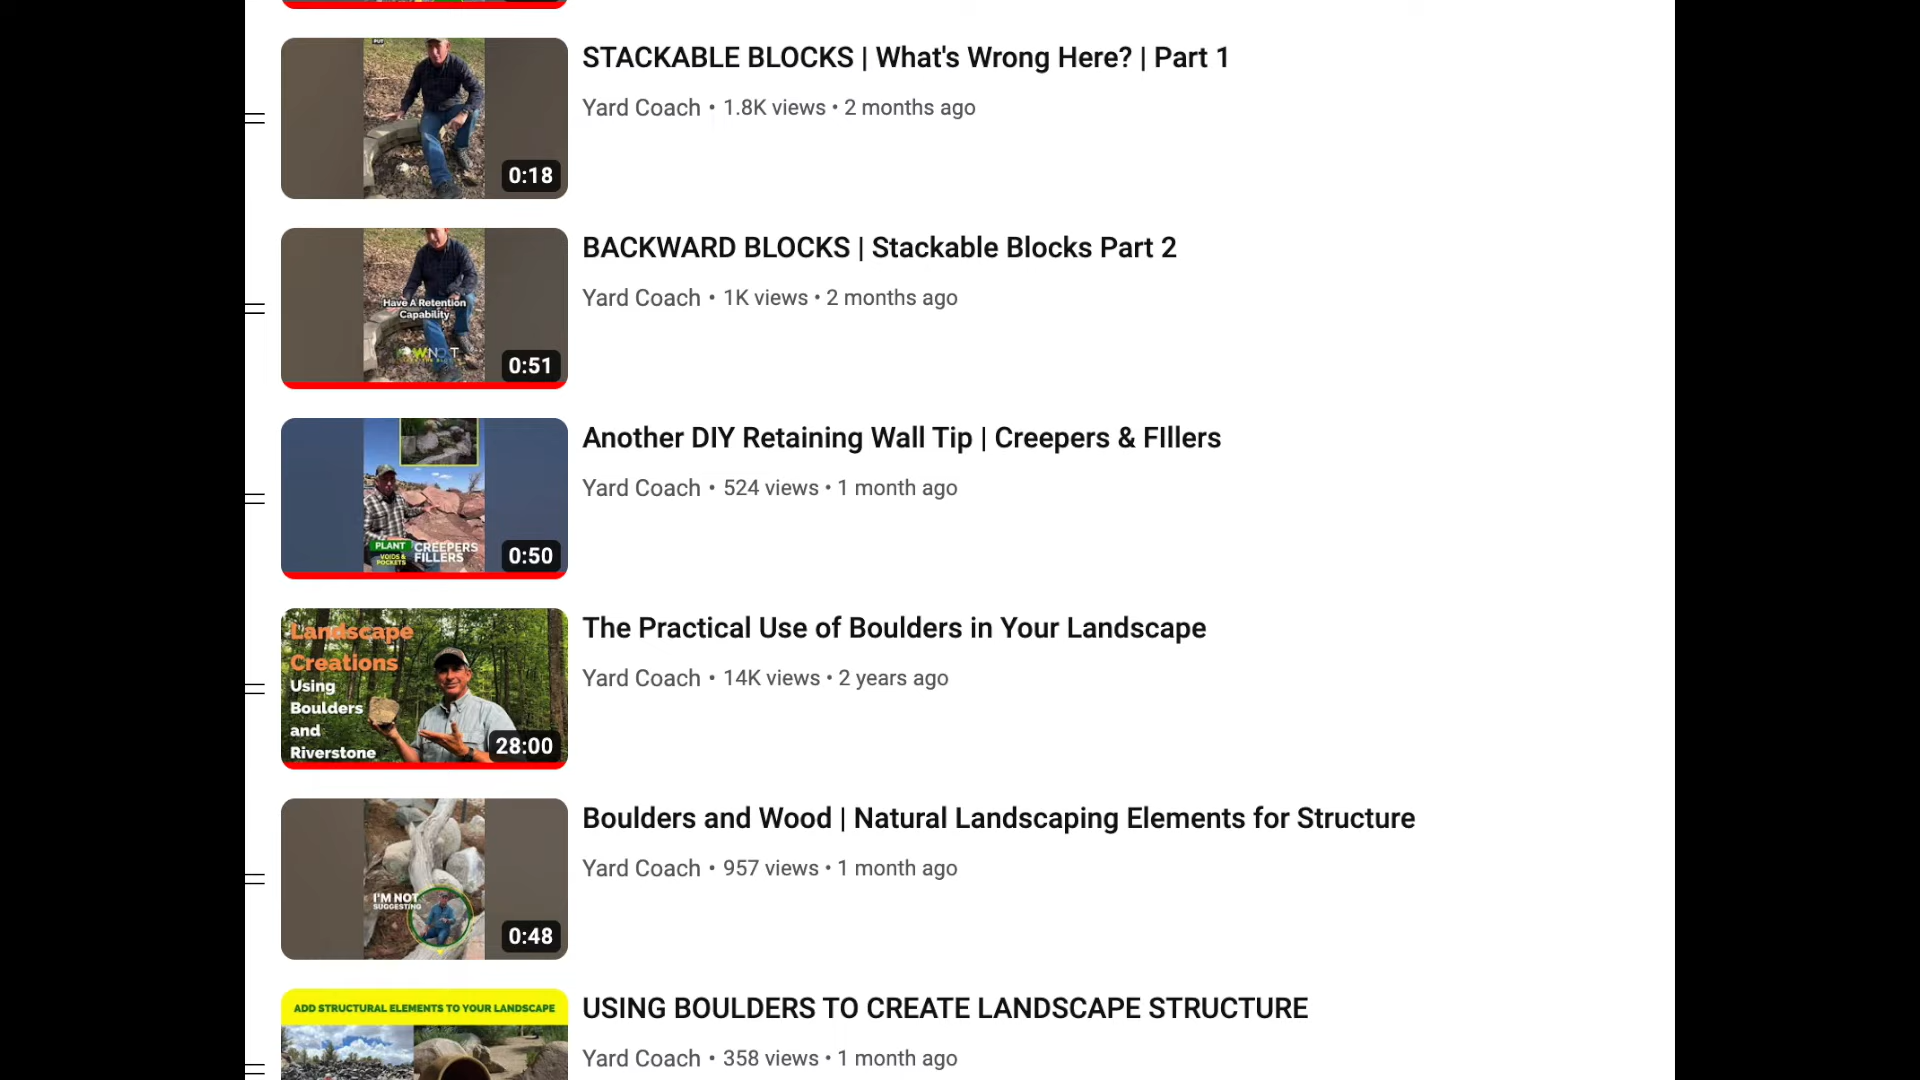 STACKABLE BLOCKS | What's Wrong Here? | Part 1
Yard Coach • 1.8K views • 2 months ago
0:18
BACKWARD BLOCKS | Stackable Blocks Part 2
Yard Coach • 1K views • 2 months ago
Have A Retention
Capability
0:51
Another DIY Retaining Wall Tip | Creepers & FIllers
Yard Coach • 524 views • 1 month ago
PLANT
VOIDS &
POCKETS
CREEPERS
FILLERS
0:50
The Practical Use of Boulders in Your Landscape
Yard Coach • 14K views • 2 years ago
Landscape
Creations
Using
Boulders
and
Riverstone
28:00
Boulders and Wood | Natural Landscaping Elements for Structure
Yard Coach • 957 views • 1 month ago
I'M NOT
SUGGESTING
0:48
ADD STRUCTURAL ELEMENTS TO YOUR LANDSCAPE
USING BOULDERS TO CREATE LANDSCAPE STRUCTURE
Yard Coach • 358 views • 1 month ago